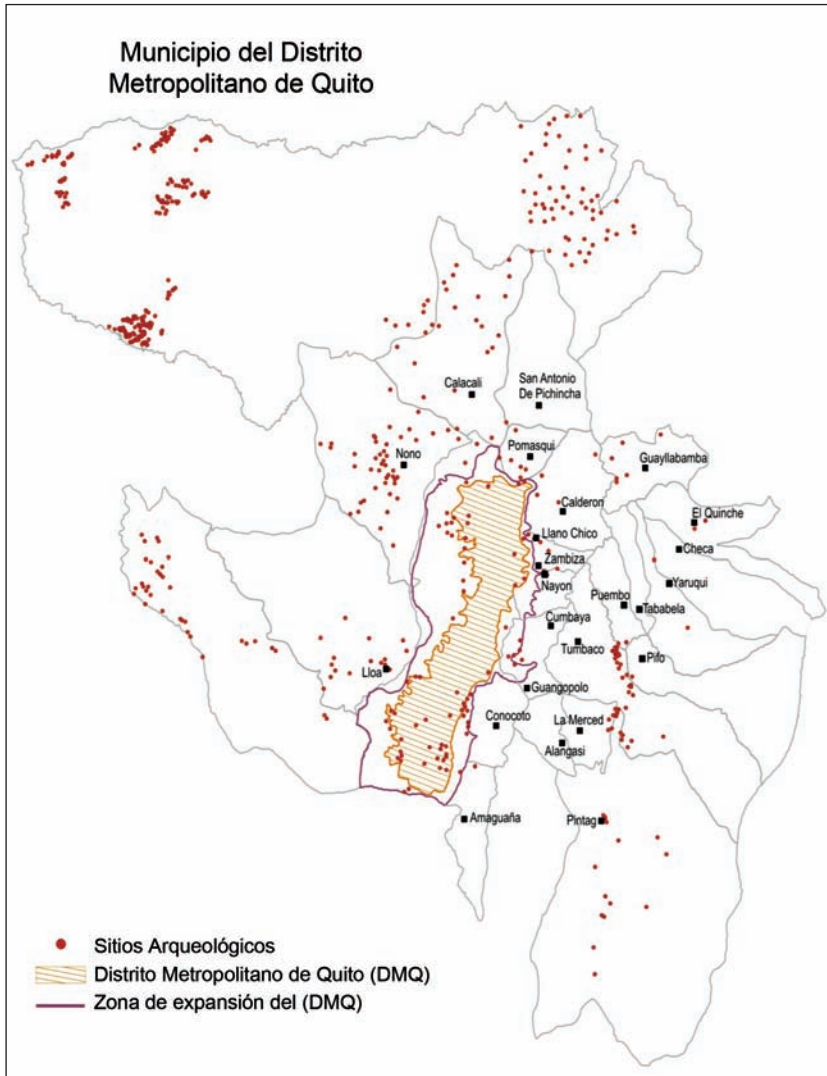 Municipio del Distrito
Metropolitano de Quito
Calacali
San Antonio
De Pichincha
Nono
Pomasqui
Guayllabamba
Calderon
El Quinche
Llano Chico
Checa
Zambiza
Nayon
Yaruqui
Puembo
Tababela
Cumbaya
Tumbaco
Pifo
Lloa
Guangopolo
Conocoto
La Merced
Alangasi
Amaguaña
Pintag
Sitios Arqueológicos
Distrito Metropolitano de Quito (DMQ)
Zona de expansión del (DMQ)